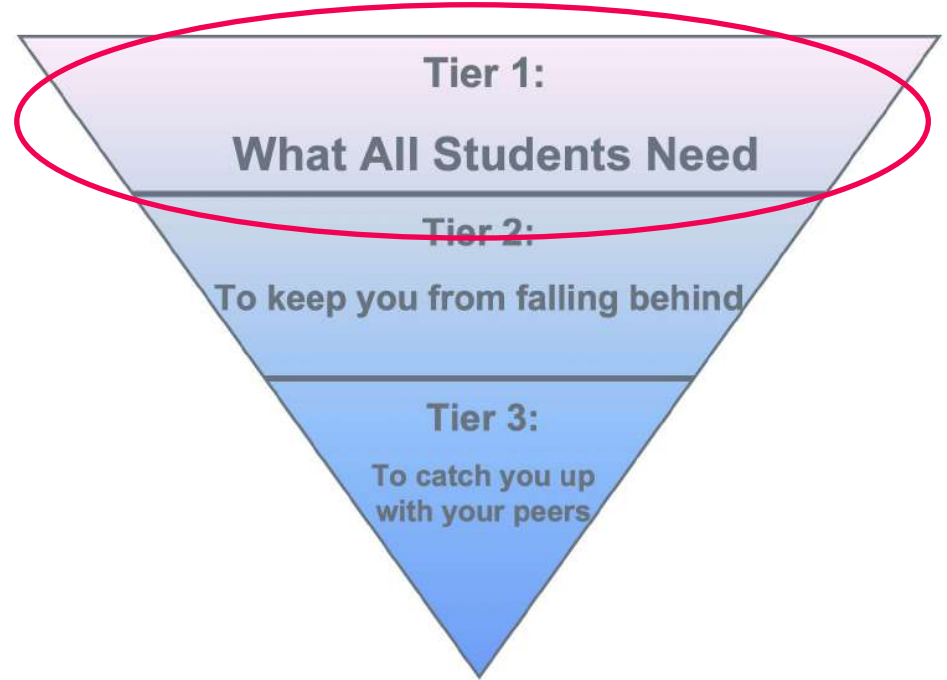 Tier 1:
What All Students Need
Tier 2:
To keep you from falling behind
Tier 3:
To catch you up
with your peers